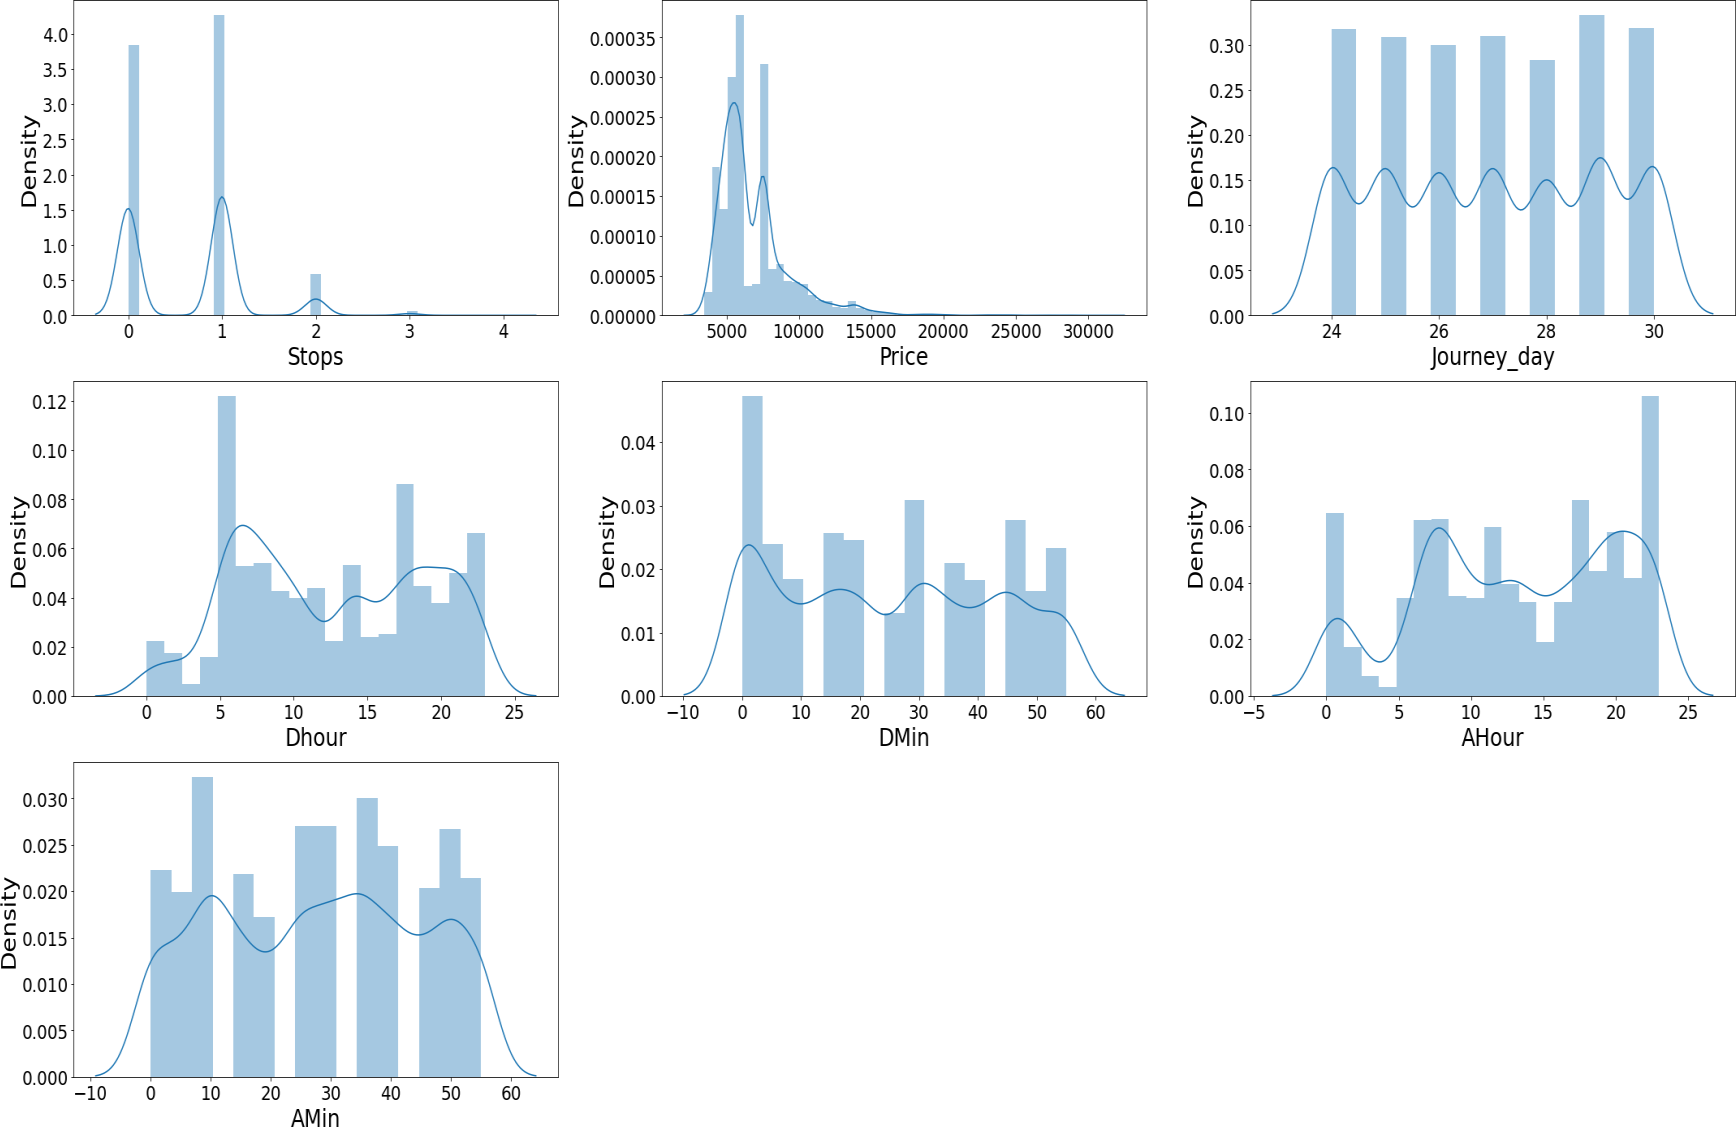 4.0
3.5
3.0
2.5
2.0
1.5
1.0
0.5
0.0
Density
0 1 2 3 4
Stops
0.00035
0.00030
0.00025
0.00020
0.00015
0.00010
0.00005
0.00000
Density
5000 10000 15000 20000 25000 30000
Price
0.30
0.25
0.20
0.15
0.10
0.05
0.00
Density
24 26 28 30
Journey_day
0.12
0.10
0.08
0.06
0.04
0.02
0.00
Density
0 5 10 15 20 25
Dhour
0.04
0.03
0.02
0.01
0.00
Density
−10 0 10 20 30 40 50 60
DMin
0.10
0.08
0.06
0.04
0.02
0.00
Density
−5 0 5 10 15 20 25
AHour
0.030
0.025
0.020
0.015
0.010
0.005
0.000
Density
−10 0 10 20 30 40 50 60
AMin